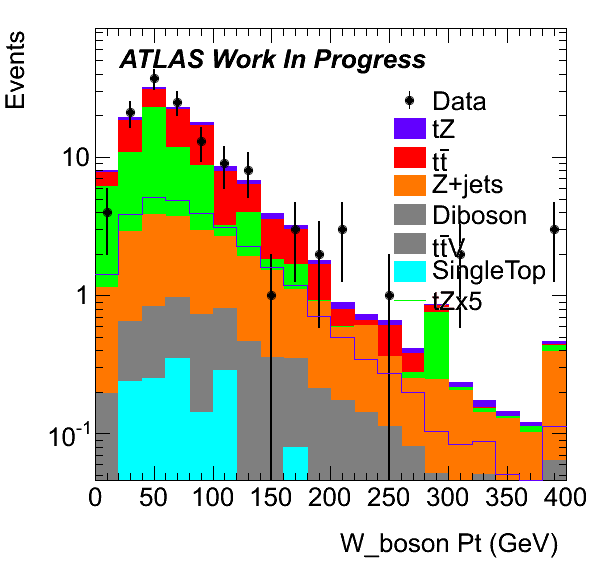 ATLAS Work In Progress
Events
Data
tZ
tt̄
Z+jets
Diboson
tt̄V
SingleTop
tZx5
10
1
10⁻¹
0 50 100 150 200 250 300 350 400
W_boson Pt (GeV)